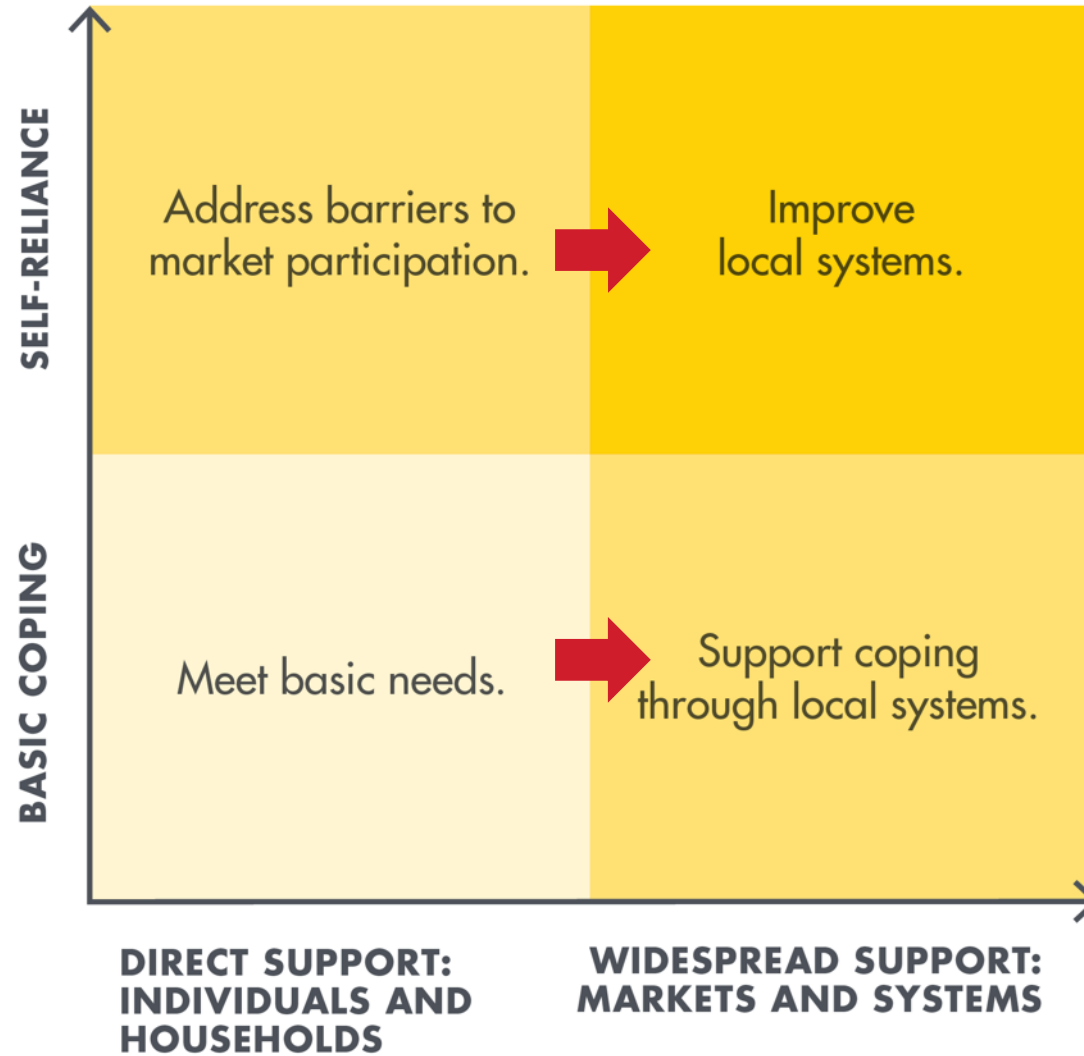 SELF-RELIANCE
Address barriers to
market participation.
Improve
local systems.
BASIC COPING
Meet basic needs.
Support coping
through local systems.
DIRECT SUPPORT:
INDIVIDUALS AND
HOUSEHOLDS
WIDESPREAD SUPPORT:
MARKETS AND SYSTEMS